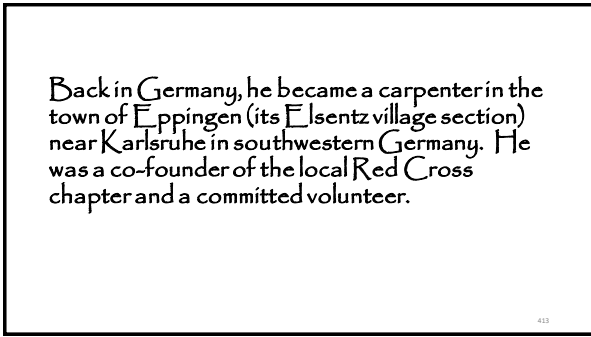 Back in Germany, he became a carpenter in the
town of Eppingen (its Elsentz village section)
near Karlsruhe in southwestern Germany. He
was a co-founder of the local Red Cross
chapter and a committed volunteer.
413